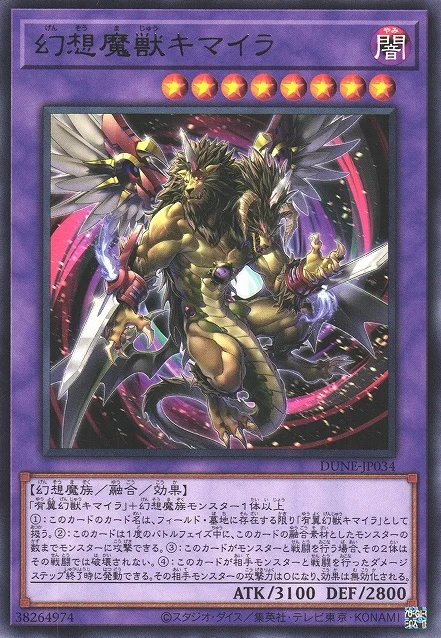 幻想魔獣キマイラ
闇
DUNE-JP034
【幻想魔族／融合／効果】
「有翼幻獣キマイラ」＋幻想魔族モンスター1体以上
①：このカードのカード名は、フィールド・墓地に存在する限り「有翼幻獣キマイラ」として
扱う。②：このカードは1度のバトルフェイズ中に、このカードの融合素材としたモンスターの
数までモンスターに攻撃できる。③：このカードがモンスターと戦闘を行う場合、その2体は
その戦闘では破壊されない。④：このカードが相手モンスターと戦闘を行ったダメージ
ステップ終了時に発動できる。その相手モンスターの攻撃力は0になり、効果は無効化される。
ATK/3100 DEF/2800
38264974
©スタジオ・ダイス／集英社・テレビ東京・KONAMI